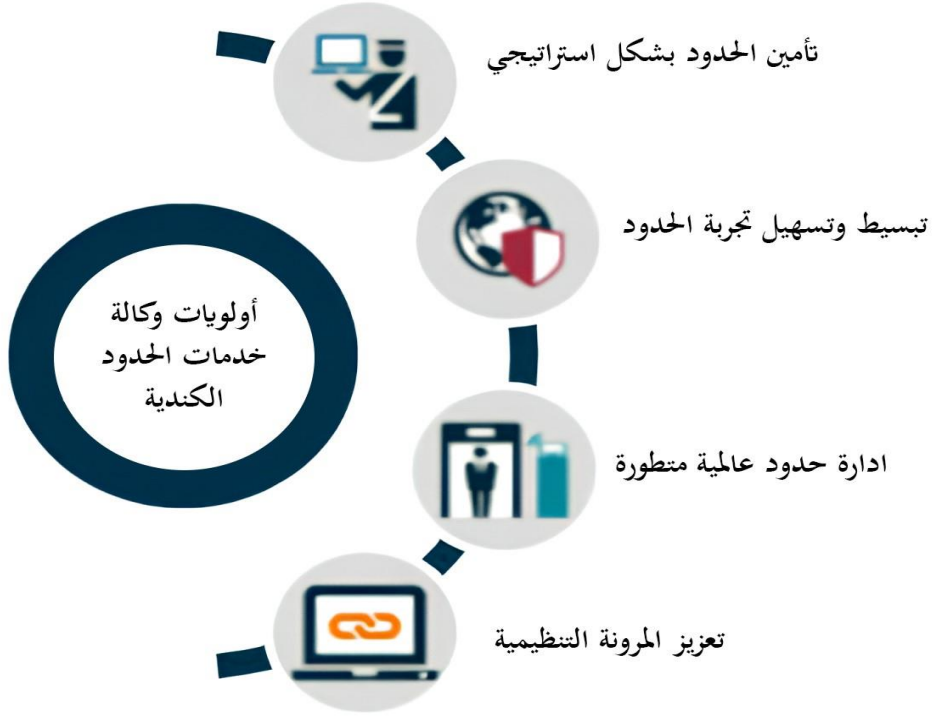 تأمين الحدود بشكل استراتيجي
تبسيط وتسهيل تجربة الحدود
أولويات وكالة
خدمات الحدود
الكندية
ادارة حدود عالمية متطورة
تعزيز المرونة التنظيمية